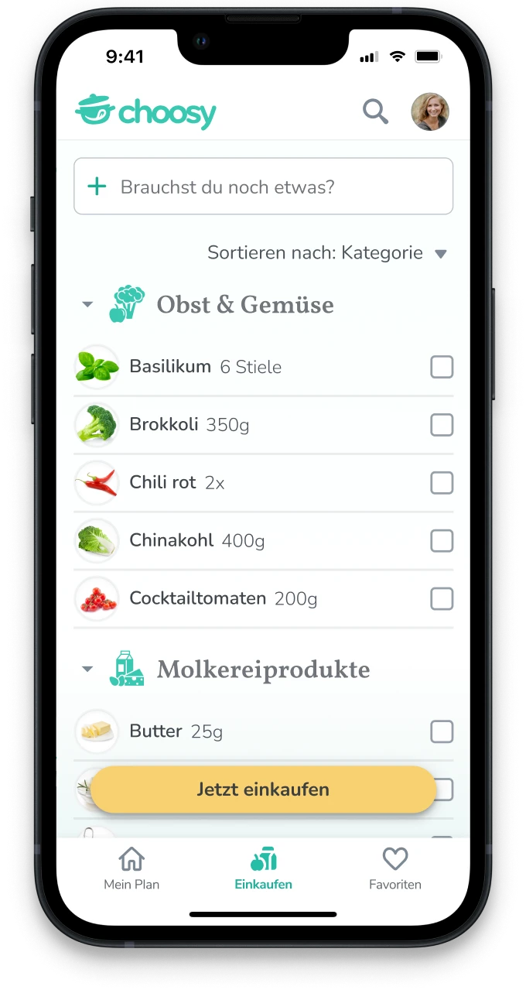 9:41
choosy
Brauchst du noch etwas?
Sortieren nach: Kategorie
Obst & Gemüse
Basilikum 6 Stiele
Brokkoli 350g
Chili rot 2x
Chinakohl 400g
Cocktailtomaten 200g
Molkereiprodukte
Butter 25g
Jetzt einkaufen
Mein Plan
Einkaufen
Favoriten